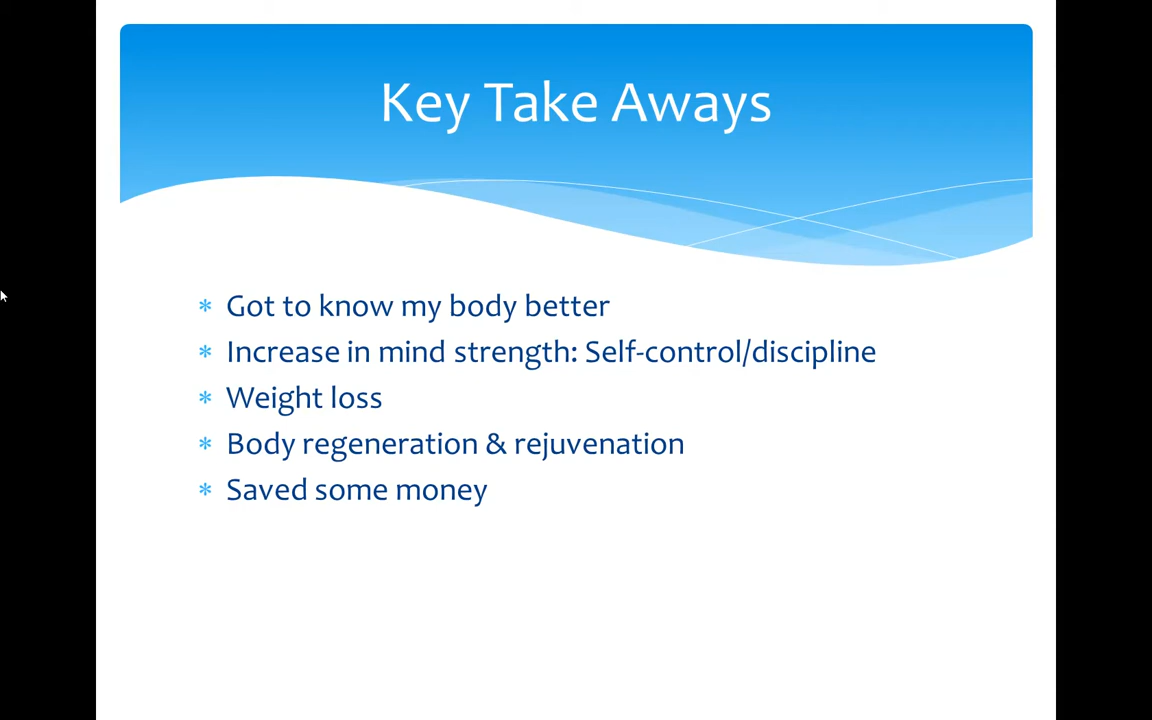 Key Take Aways
* Got to know my body better
* Increase in mind strength: Self-control/discipline
* Weight loss
* Body regeneration & rejuvenation
* Saved some money